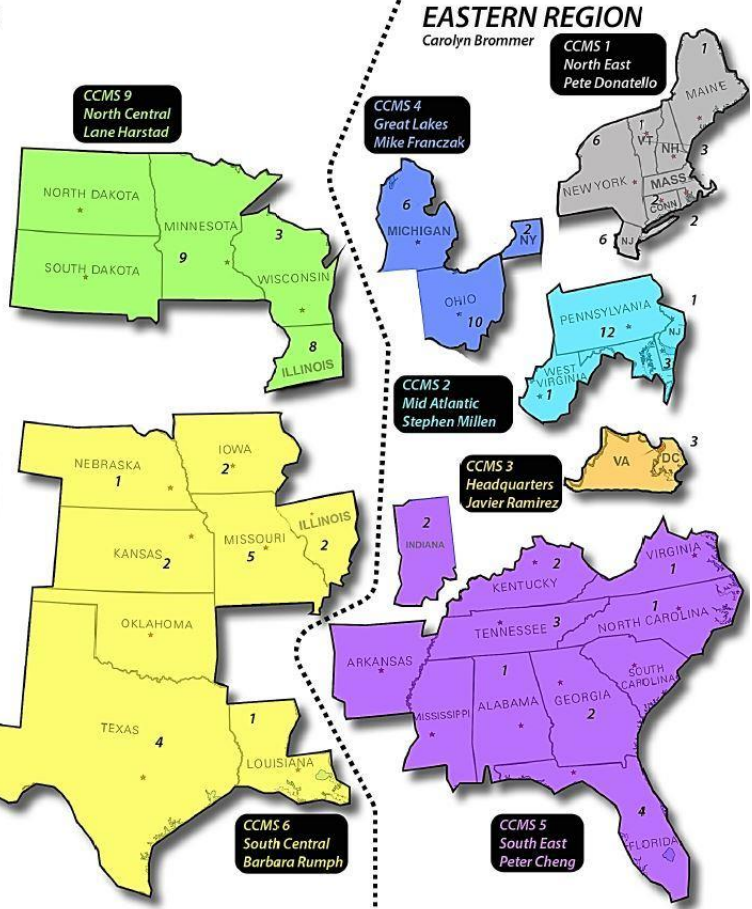 EASTERN REGION
Carolyn Brommer
CCMS 1
North East
Pete Donatello
1
MAINE
1
VT
NH
3
6
NEW YORK
MASS
2
CONN
2
6
NJ
CCMS 9
North Central
Lane Harstad
NORTH DAKOTA
SOUTH DAKOTA
MINNESOTA
9
3
WISCONSIN
8
ILLINOIS
CCMS 4
Great Lakes
Mike Franczak
6
MICHIGAN
2
NY
OHIO
10
PENNSYLVANIA
12
1
NJ
3
WEST
VIRGINIA
1
CCMS 2
Mid Atlantic
Stephen Millen
CCMS 3
Headquarters
Javier Ramirez
VA
DC
3
NEBRASKA
1
IOWA
2
KANSAS
2
MISSOURI
5
ILLINOIS
2
OKLAHOMA
TEXAS
4
1
LOUISIANA
CCMS 6
South Central
Barbara Rumph
2
INDIANA
2
KENTUCKY
VIRGINIA
1
TENNESSEE
3
1
NORTH CAROLINA
ARKANSAS
MISSISSIPPI
1
ALABAMA
GEORGIA
2
SOUTH
CAROLINA
4
FLORIDA
CCMS 5
South East
Peter Cheng